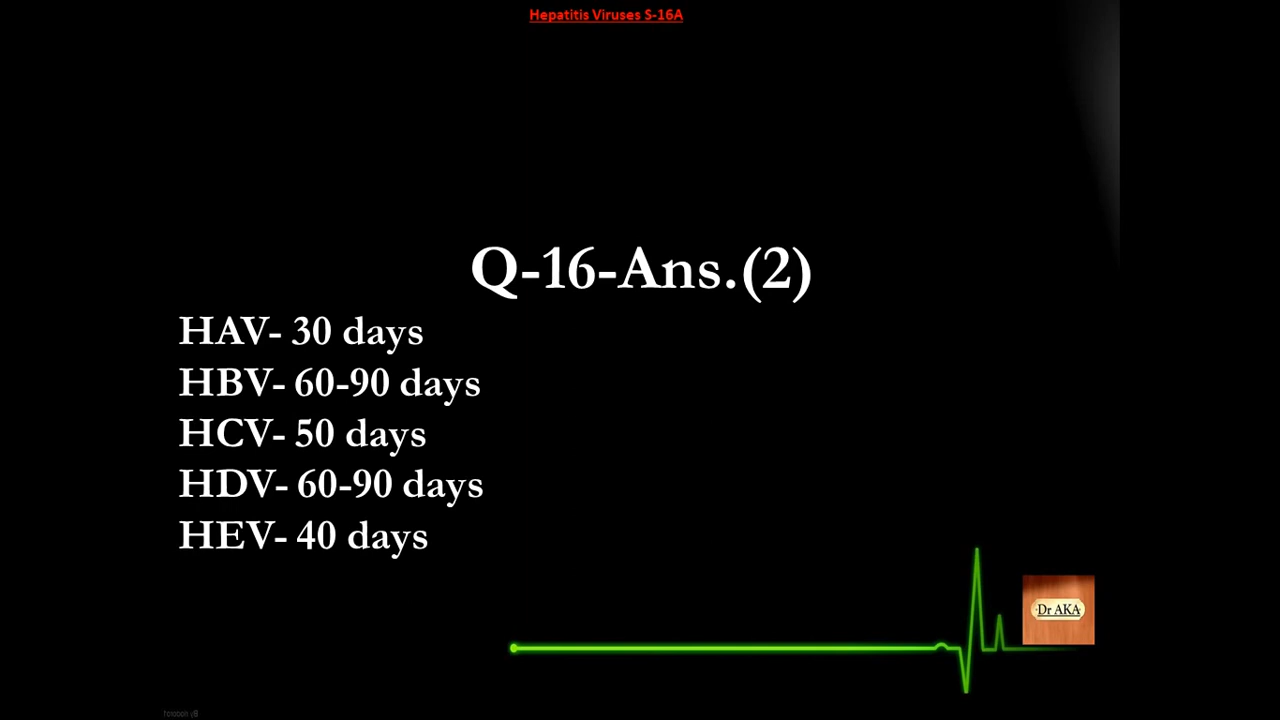 Hepatitis Viruses S-16A
Q-16-Ans.(2)
HAV- 30 days
HBV- 60-90 days
HCV- 50 days
HDV- 60-90 days
HEV- 40 days
Dr AKA